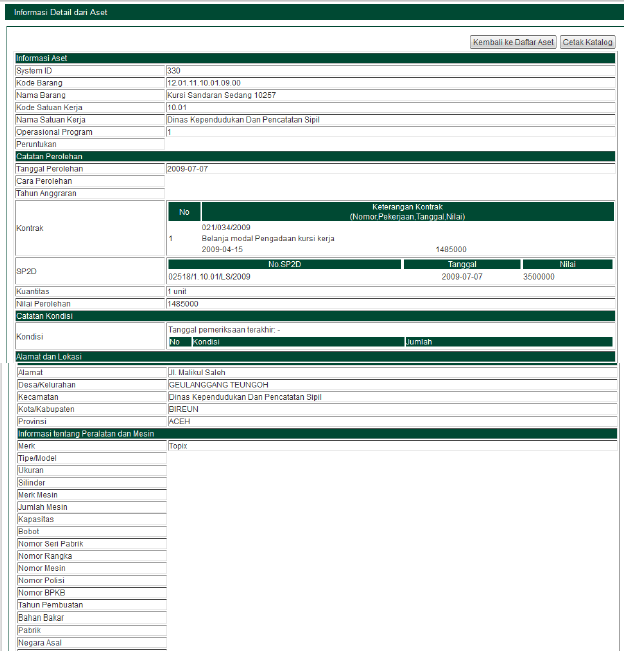 Informasi Detail dari Aset
Kembali ke Daftar Aset Cetak Katalog
Informasi Aset
System ID 330
Kode Barang 12.01.11.10.01.09.00
Nama Barang Kursi Sandaran Sedang 10257
Kode Satuan Kerja 10.01
Nama Satuan Kerja Dinas Kependudukan Dan Pencatatan Sipil
Operasional Program 1
Peruntukan
Catatan Perolehan
Tanggal Perolehan 2009-07-07
Cara Perolehan
Tahun Anggraran
Kontrak
No Keterangan Kontrak
(Nomor,Pekerjaan,Tanggal,Nilai)
021/034/2009
1 Belanja modal Pengadaan kursi kerja
2009-04-15 1485000
SP2D
No.SP2D Tanggal Nilai
02518/1.10.01/LS/2009 2009-07-07 3500000
Kuantitas 1 unit
Nilai Perolehan 1485000
Catatan Kondisi
Kondisi
Tanggal pemeriksaan terakhir: -
No Kondisi Jumlah
Alamat dan Lokasi
Alamat Jl. Malikul Saleh
Desa/Kelurahan GEULANGGANG TEUNGOH
Kecamatan Dinas Kependudukan Dan Pencatatan Sipil
Kota/Kabupaten BIREUN
Provinsi ACEH
Informasi tentang Peralatan dan Mesin
Merk Topix
Tipe/Model
Ukuran
Silinder
Merk Mesin
Jumlah Mesin
Kapasitas
Bobot
Nomor Seri Pabrik
Nomor Rangka
Nomor Mesin
Nomor Polisi
Nomor BPKB
Tahun Pembuatan
Bahan Bakar
Pabrik
Negara Asal